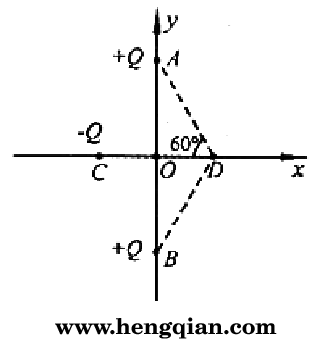 y
+Q A
-Q
60°
C O D x
+Q B
www.hengqian.com